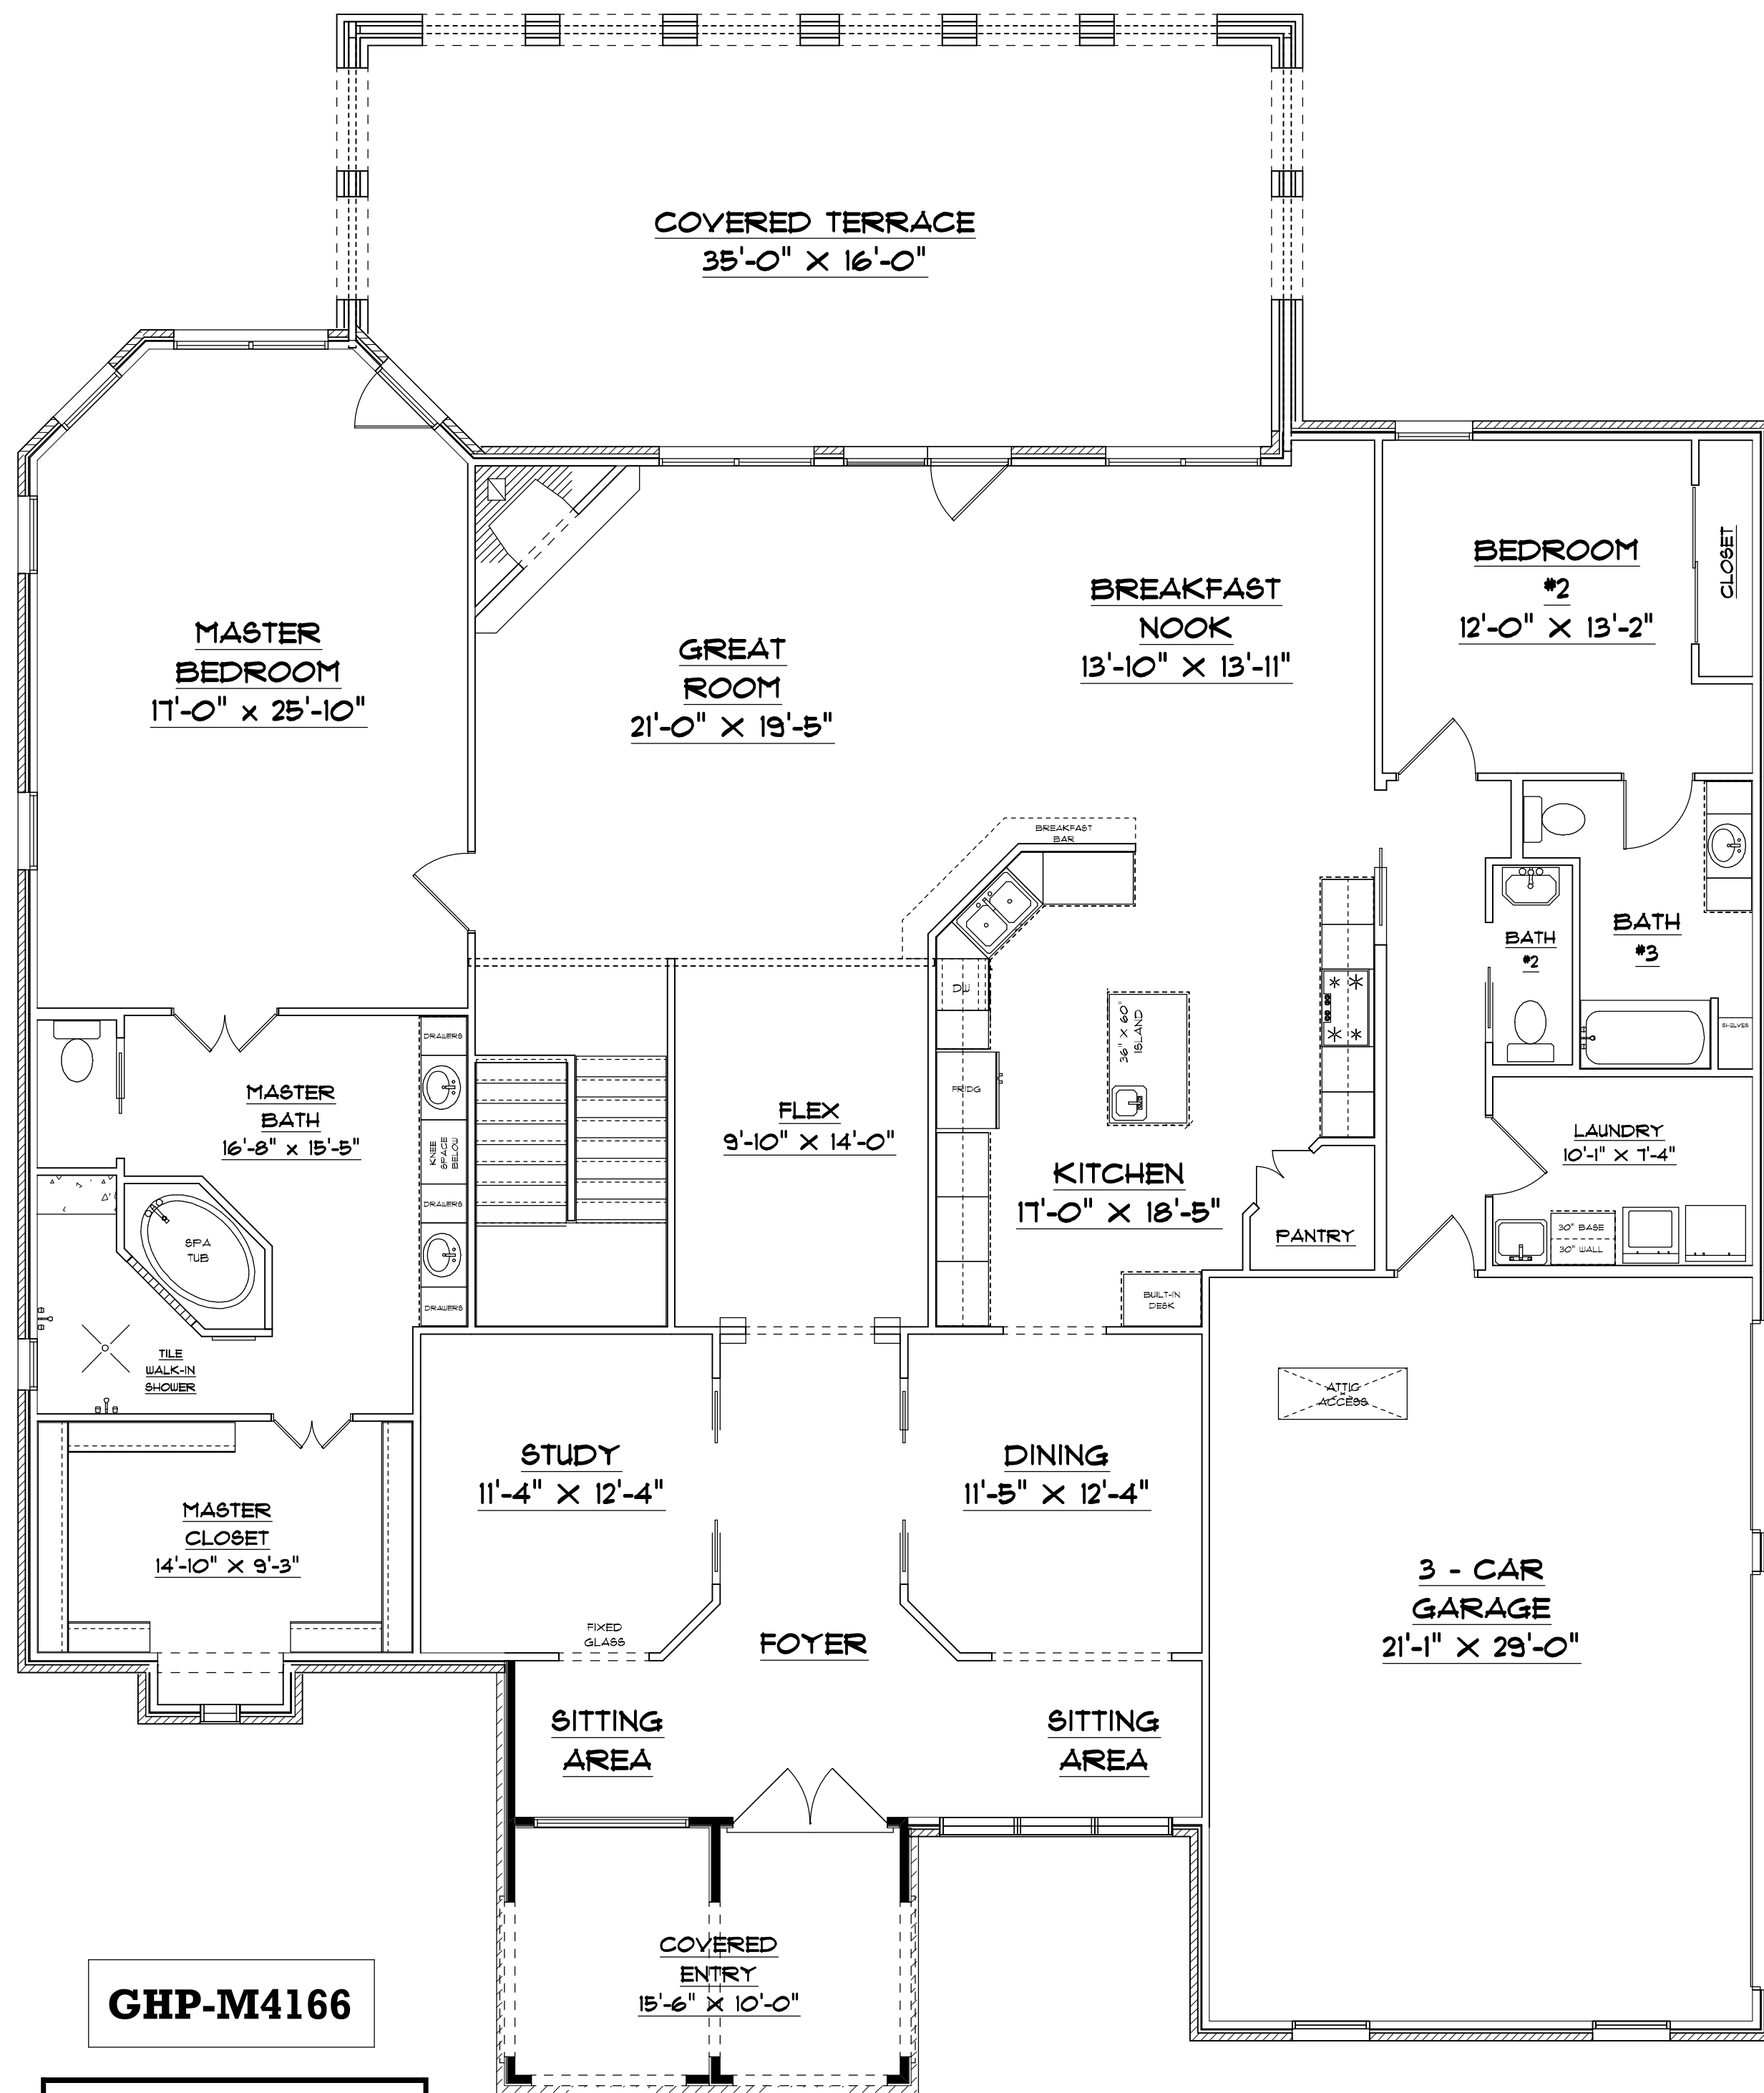 COVERED TERRACE
35'-0" X 16'-0"
MASTER
BEDROOM
17'-0" x 25'-10"
GREAT
ROOM
21'-0" X 19'-5"
BREAKFAST
NOOK
13'-10" X 13'-11"
BEDROOM
#2
12'-0" X 13'-2"
CLOSET
BREAKFAST
BAR
BATH
#2
BATH
#3
SHELVES
DW
FRIDG
36" X 60"
ISLAND
MASTER
BATH
16'-8" x 15'-5"
DRAWERS
KNEE
SPACE
BELOW
DRAWERS
DRAWERS
SPA
TUB
TILE
WALK-IN
SHOWER
FLEX
9'-10" X 14'-0"
KITCHEN
17'-0" X 18'-5"
PANTRY
BUILT-IN
DESK
LAUNDRY
10'-1" X 7'-4"
30" BASE
30" WALL
ATTIC
ACCESS
MASTER
CLOSET
14'-10" X 9'-3"
STUDY
11'-4" X 12'-4"
FIXED
GLASS
DINING
11'-5" X 12'-4"
FOYER
3 - CAR
GARAGE
21'-1" X 29'-0"
SITTING
AREA
SITTING
AREA
COVERED
ENTRY
15'-6" X 10'-0"
GHP-M4166